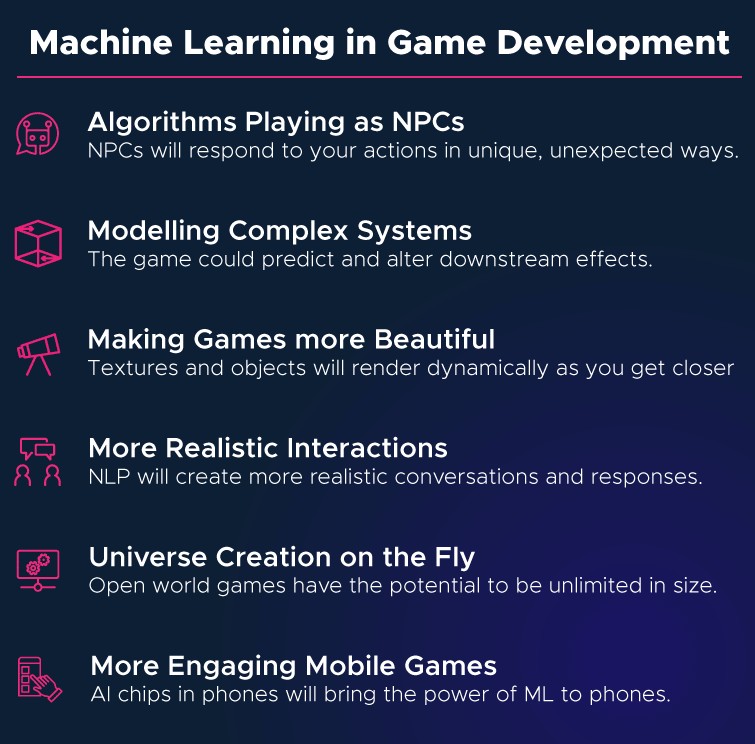 Machine Learning in Game Development
Algorithms Playing as NPCs
NPCs will respond to your actions in unique, unexpected ways.
Modelling Complex Systems
The game could predict and alter downstream effects.
Making Games more Beautiful
Textures and objects will render dynamically as you get closer
More Realistic Interactions
NLP will create more realistic conversations and responses.
Universe Creation on the Fly
Open world games have the potential to be unlimited in size.
More Engaging Mobile Games
AI chips in phones will bring the power of ML to phones.